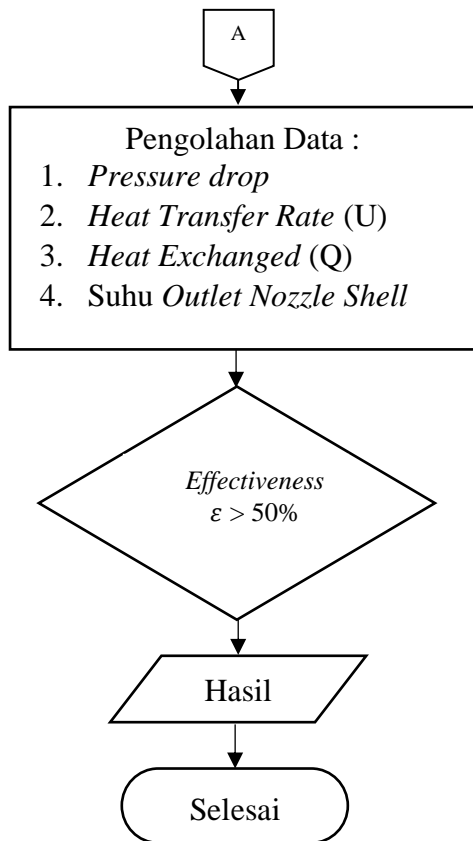 A
Pengolahan Data :
1. Pressure drop
2. Heat Transfer Rate (U)
3. Heat Exchanged (Q)
4. Suhu Outlet Nozzle Shell
Effectiveness
ε > 50%
Hasil
Selesai